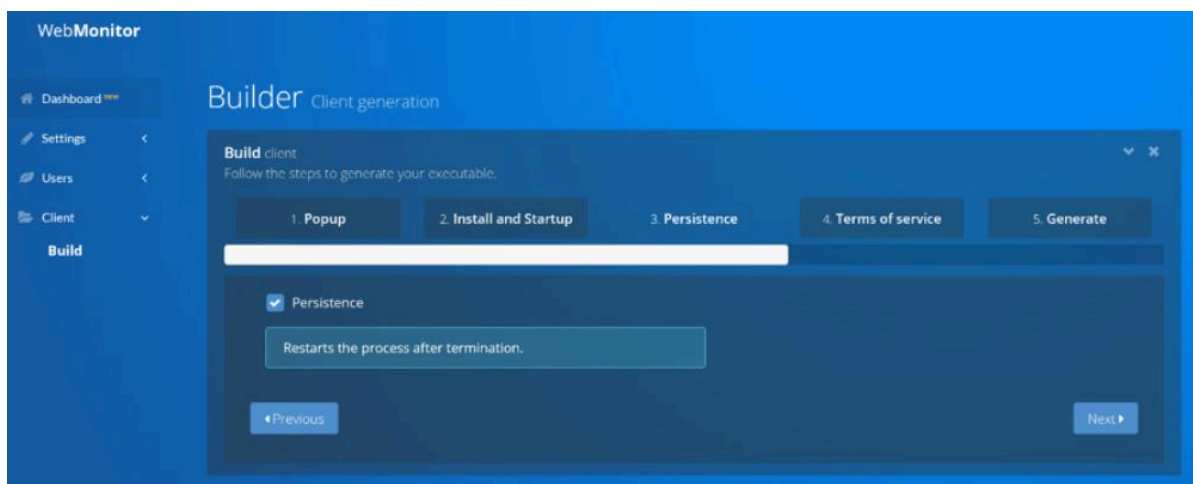 WebMonitor
Dashboard new
Builder Client generation
Settings
Build client
Follow the steps to generate your executable.
Users
Client
1. Popup
2. Install and Startup
3. Persistence
4. Terms of service
5. Generate
Build
Persistence
Restarts the process after termination.
Previous
Next